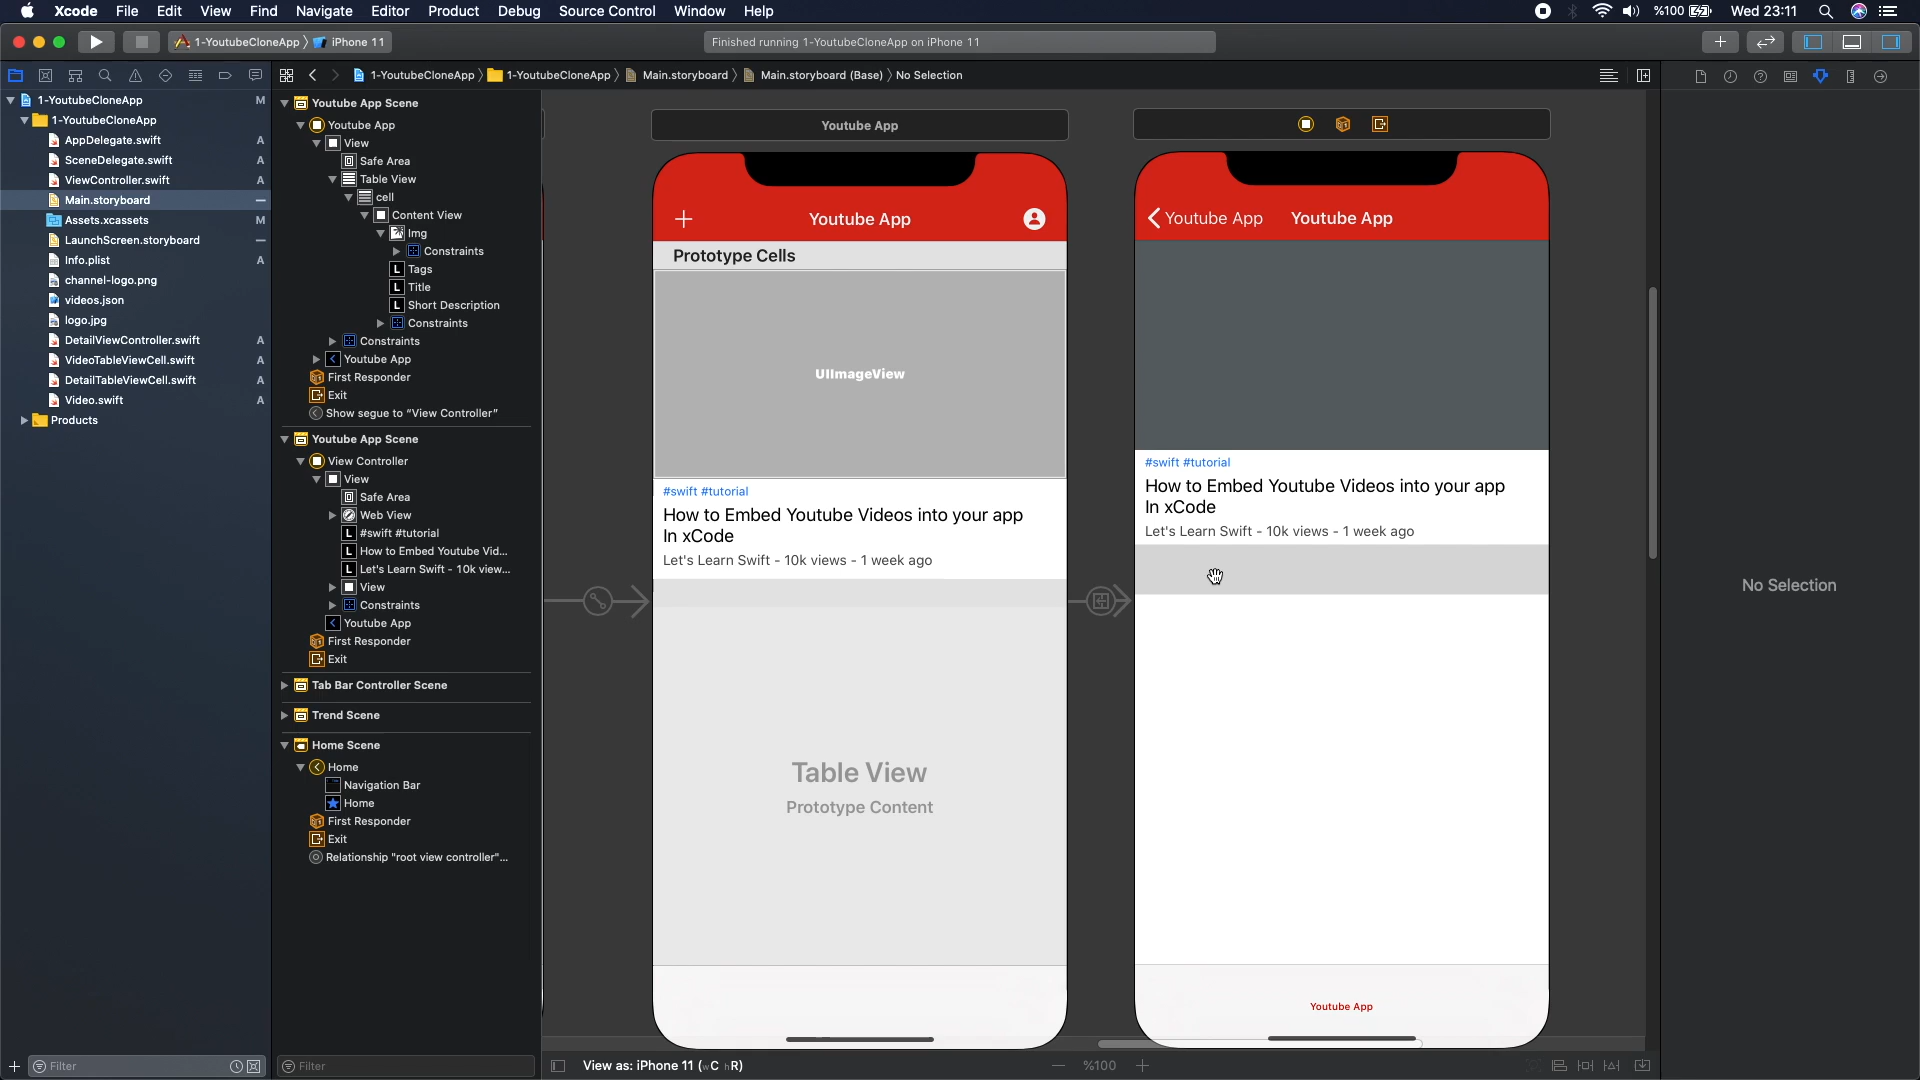 Xcode File Edit View Find Navigate Editor Product Debug Source Control Window Help %100 Wed 23:11
1-YoutubeCloneApp iPhone 11 Finished running 1-YoutubeCloneApp on iPhone 11
1-YoutubeCloneApp 1-YoutubeCloneApp Main.storyboard Main.storyboard (Base) No Selection
1-YoutubeCloneApp M
1-YoutubeCloneApp
AppDelegate.swift A
SceneDelegate.swift A
ViewController.swift A
Main.storyboard
Assets.xcassets M
LaunchScreen.storyboard
Info.plist A
channel-logo.png
videos.json
logo.jpg
DetailViewController.swift A
VideoTableViewCell.swift A
DetailTableViewCell.swift A
Video.swift A
Products
Filter
Youtube App Scene
Youtube App
View
Safe Area
Table View
cell
Content View
Img
Constraints
L Tags
L Title
L Short Description
Constraints
Constraints
Youtube App
First Responder
Exit
Show segue to "View Controller"
Youtube App Scene
View Controller
View
Safe Area
Web View
L #swift #tutorial
L How to Embed Youtube Vid...
L Let's Learn Swift - 10k view...
View
Constraints
Youtube App
First Responder
Exit
Tab Bar Controller Scene
Trend Scene
Home Scene
Home
Navigation Bar
Home
First Responder
Exit
Relationship "root view controller"...
Filter
Youtube App
Youtube App
Prototype Cells
UIImageView
#swift #tutorial
How to Embed Youtube Videos into your app
In xCode
Let's Learn Swift - 10k views - 1 week ago
Table View
Prototype Content
Youtube App Youtube App
#swift #tutorial
How to Embed Youtube Videos into your app
In xCode
Let's Learn Swift - 10k views - 1 week ago
Youtube App
View as: iPhone 11 (wC hR) %100
No Selection